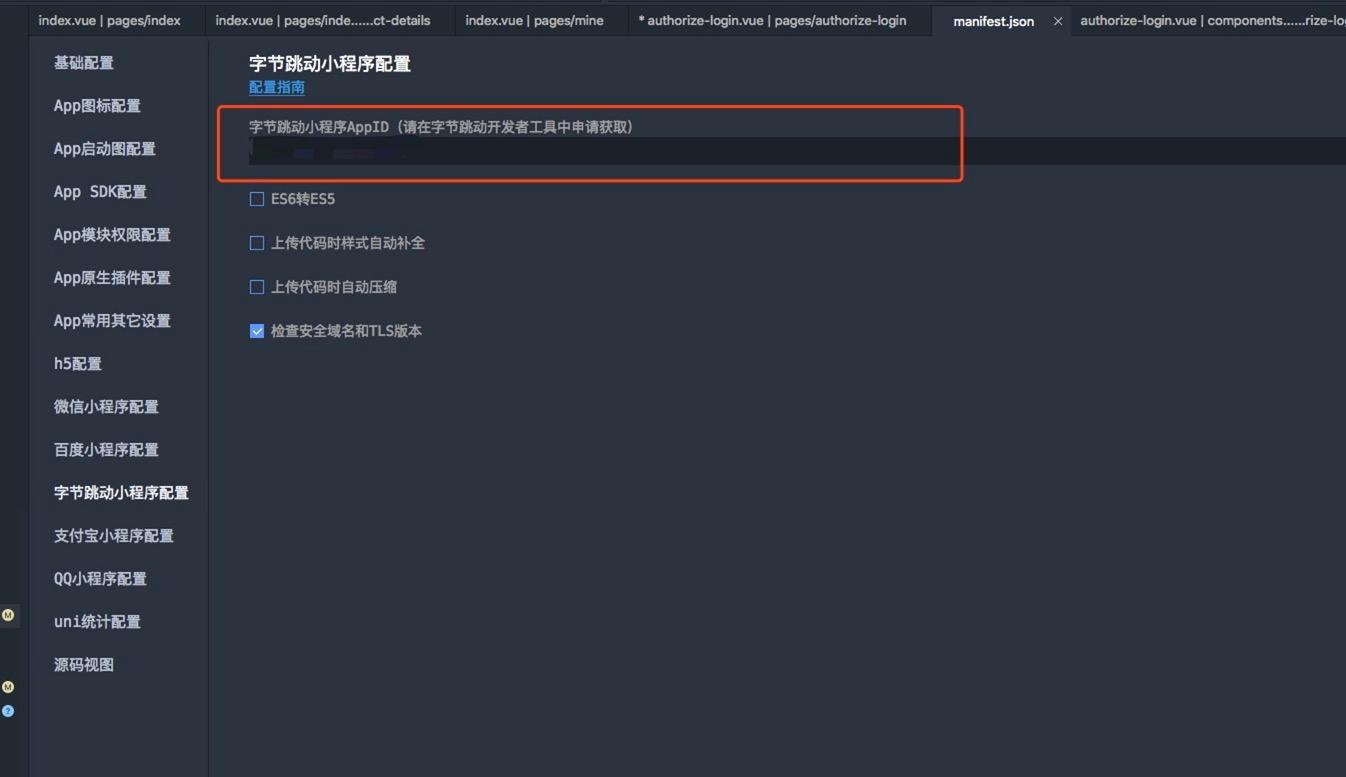 index.vue | pages/index
index.vue | pages/inde......ct-details
index.vue | pages/mine
* authorize-login.vue | pages/authorize-login
manifest.json
authorize-login.vue | components......rize-lo
基础配置
App图标配置
App启动图配置
App SDK配置
App模块权限配置
App原生插件配置
App常用其它设置
h5配置
微信小程序配置
百度小程序配置
字节跳动小程序配置
支付宝小程序配置
QQ小程序配置
uni统计配置
源码视图
字节跳动小程序配置
配置指南
字节跳动小程序AppID（请在字节跳动开发者工具中申请获取）
ES6转ES5
上传代码时样式自动补全
上传代码时自动压缩
检查安全域名和TLS版本
M
M
?